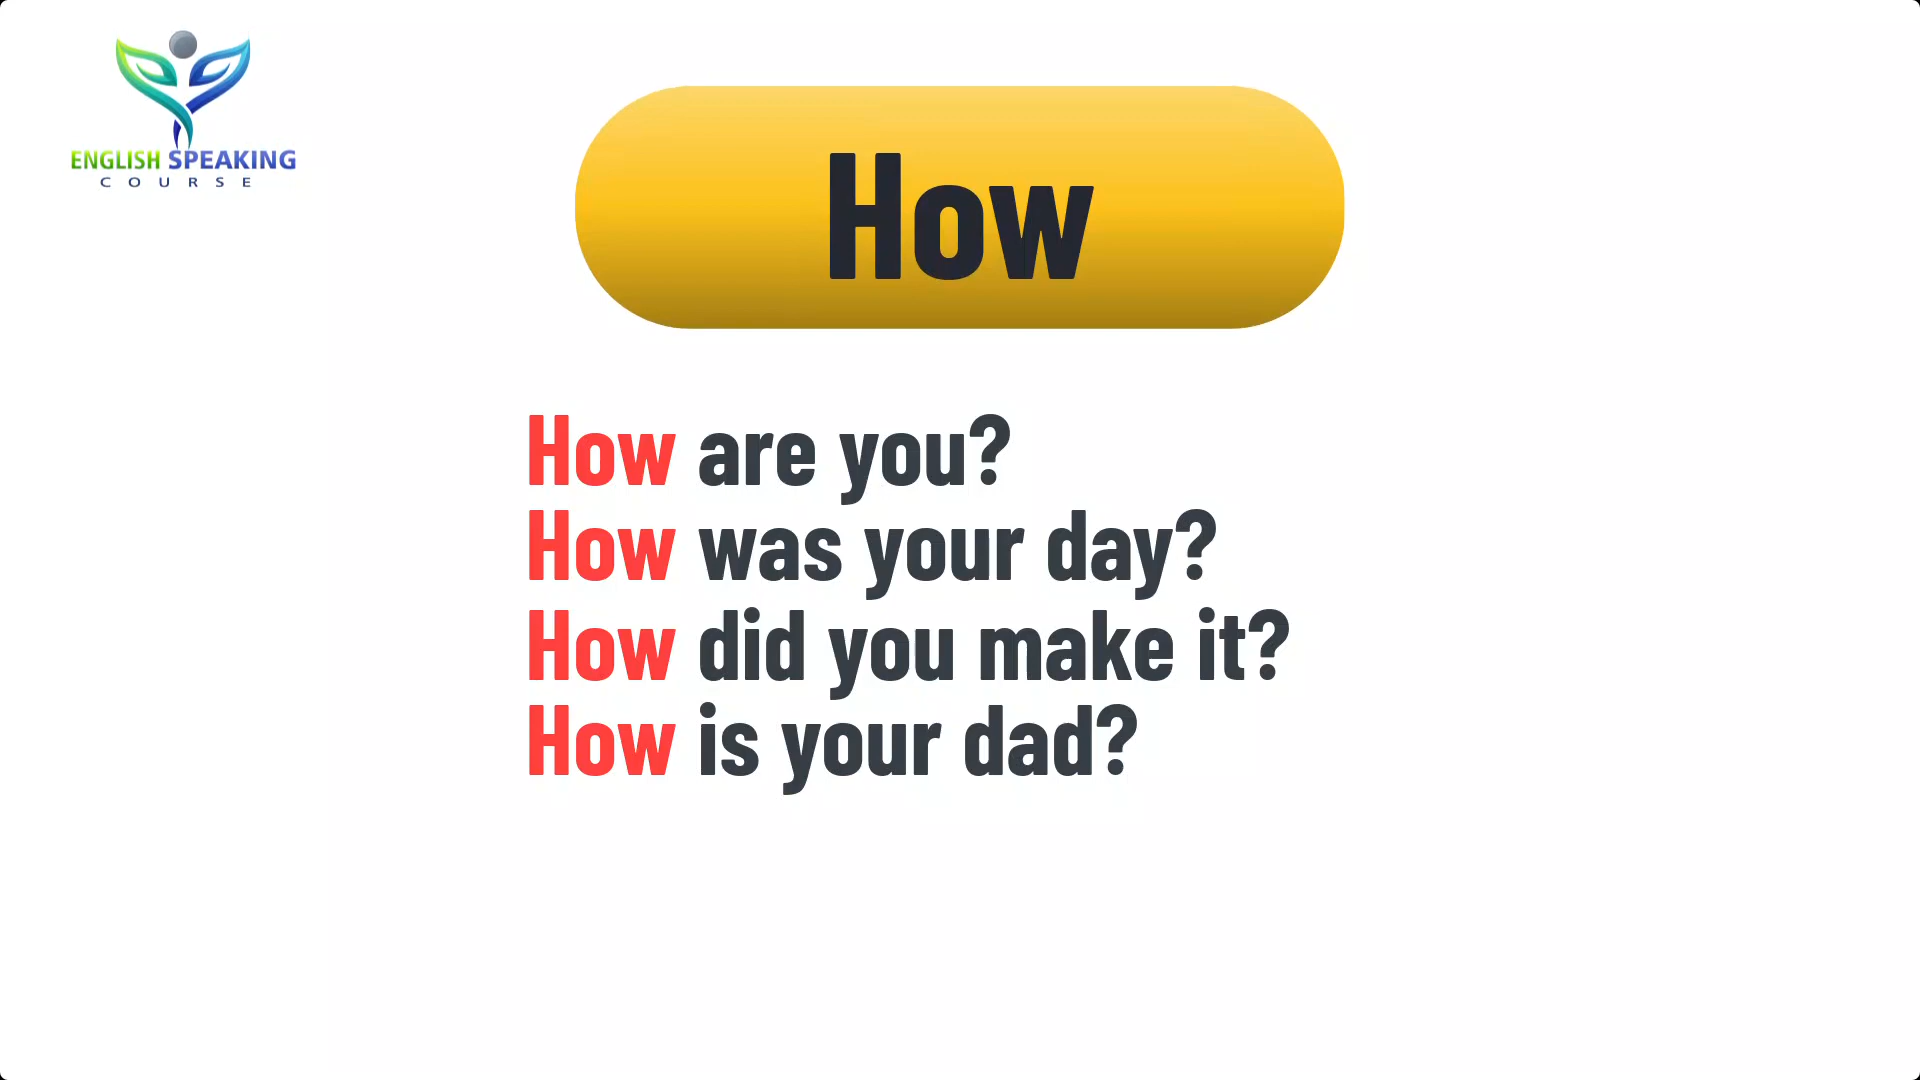 ENGLISH SPEAKING
COURSE
How
How are you?
How was your day?
How did you make it?
How is your dad?